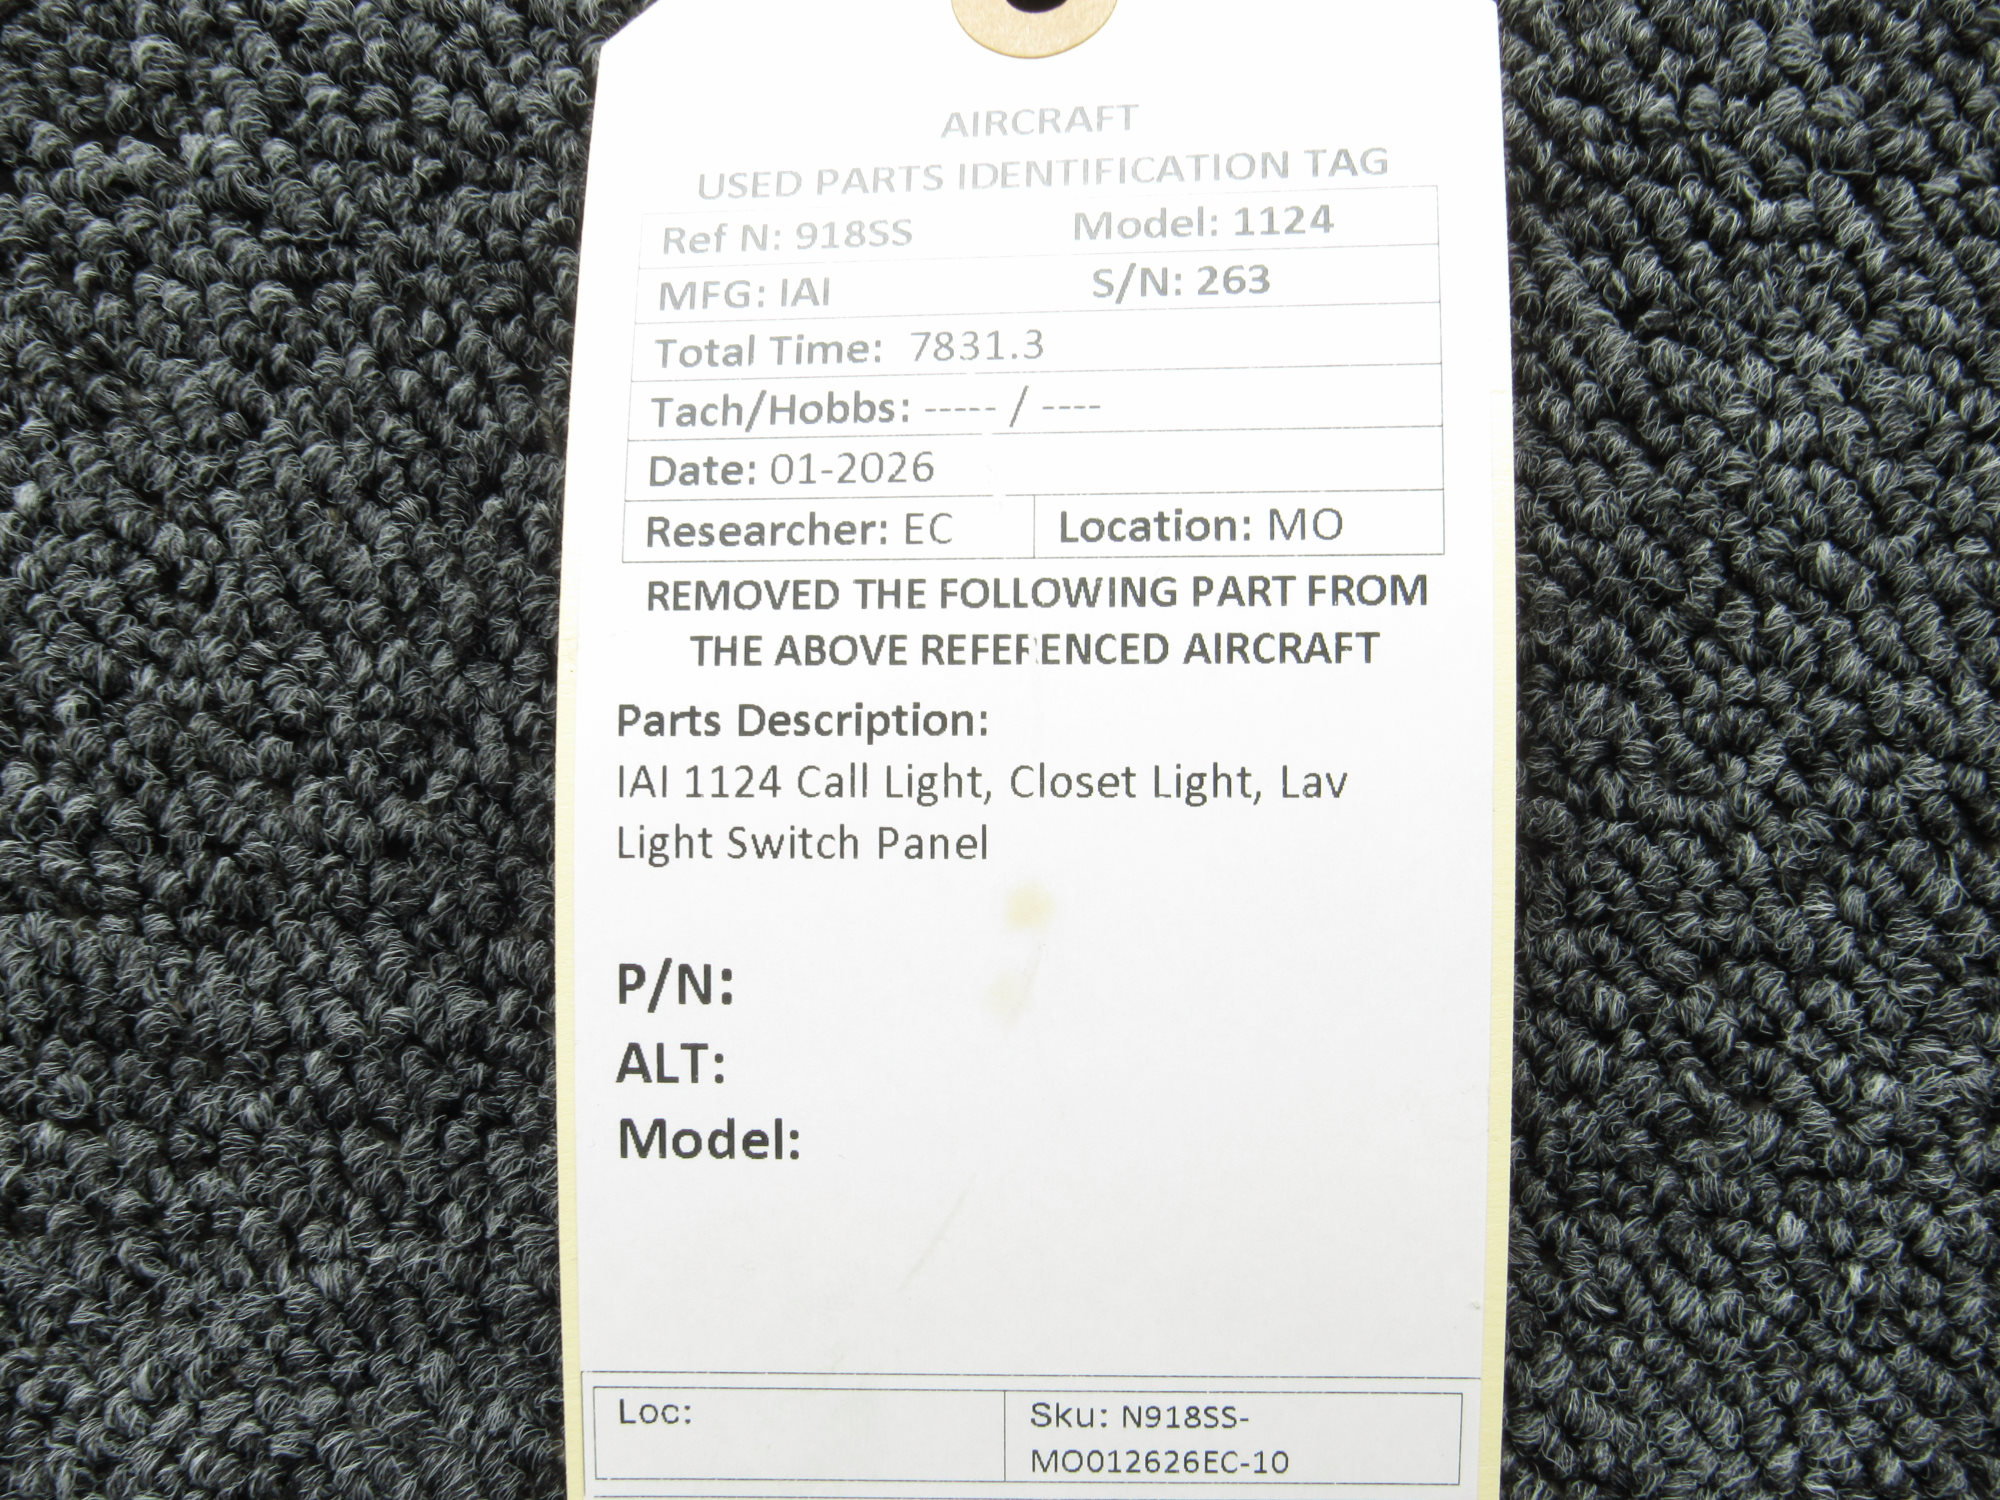 AIRCRAFT
USED PARTS IDENTIFICATION TAG
Ref N: 918SS Model: 1124
MFG: IAI S/N: 263
Total Time: 7831.3
Tach/Hobbs: ----- / ----
Date: 01-2026
Researcher: EC Location: MO
REMOVED THE FOLLOWING PART FROM
THE ABOVE REFERENCED AIRCRAFT
Parts Description:
IAI 1124 Call Light, Closet Light, Lav
Light Switch Panel
P/N:
ALT:
Model:
Loc:
Sku: N918SS-
MO012626EC-10